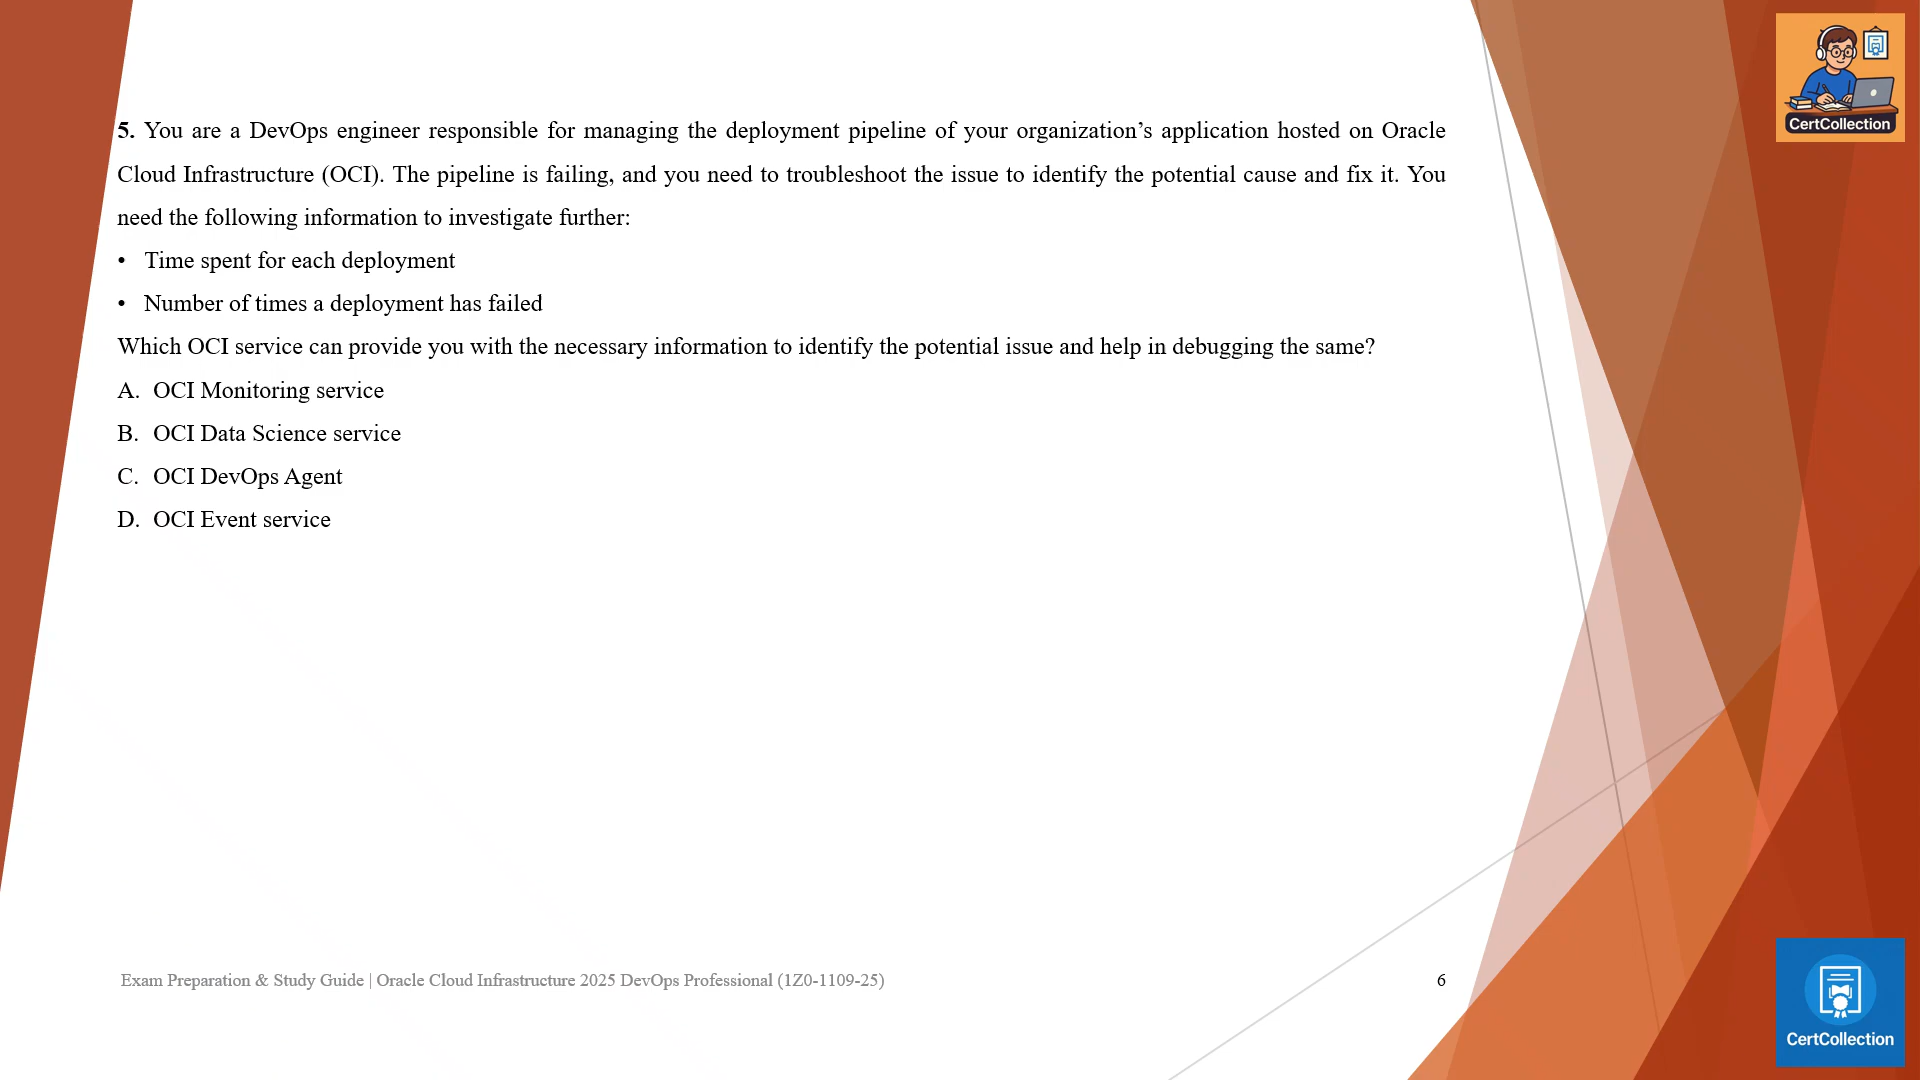 CertCollection
5. You are a DevOps engineer responsible for managing the deployment pipeline of your organization’s application hosted on Oracle
Cloud Infrastructure (OCI). The pipeline is failing, and you need to troubleshoot the issue to identify the potential cause and fix it. You
need the following information to investigate further:
• Time spent for each deployment
• Number of times a deployment has failed
Which OCI service can provide you with the necessary information to identify the potential issue and help in debugging the same?
A. OCI Monitoring service
B. OCI Data Science service
C. OCI DevOps Agent
D. OCI Event service
Exam Preparation & Study Guide | Oracle Cloud Infrastructure 2025 DevOps Professional (1Z0-1109-25)
6
CertCollection